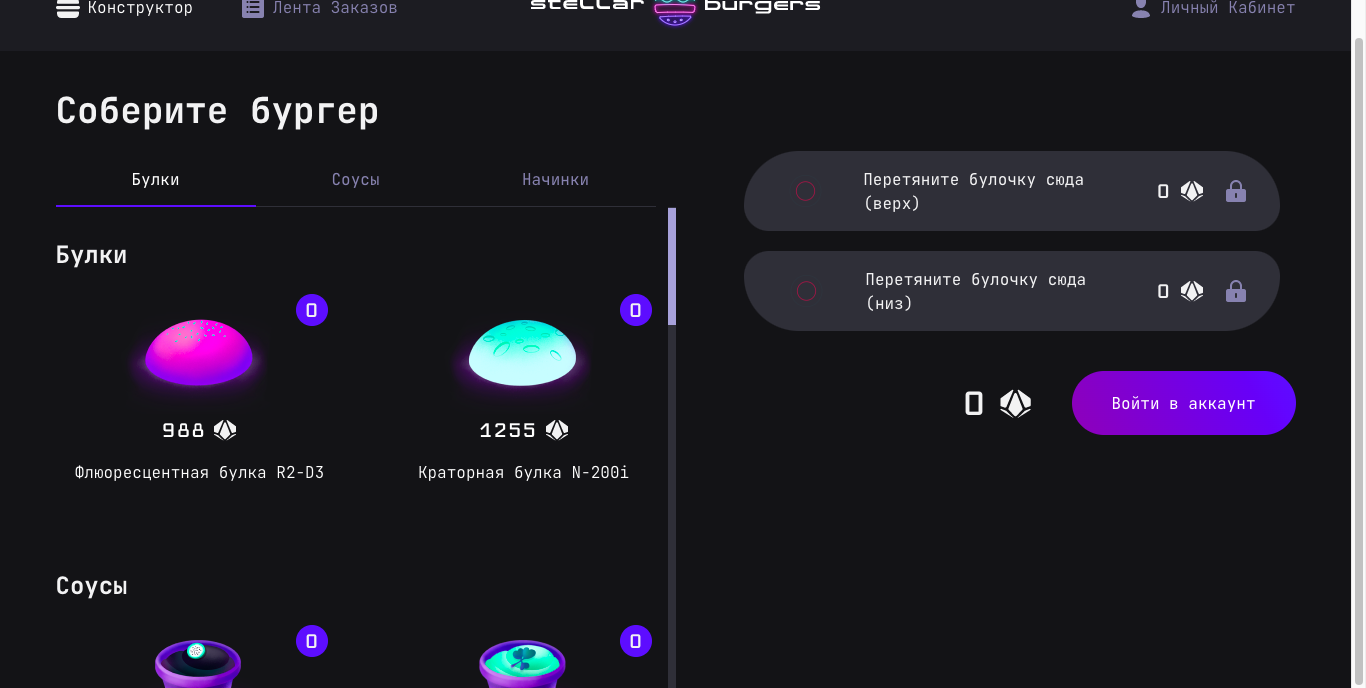 Конструктор
Лента Заказов
stellar burgers
Личный Кабинет
Соберите бургер
Булки
Соусы
Начинки
Перетяните булочку сюда
(верх)
0
Перетяните булочку сюда
(низ)
0
0
Войти в аккаунт
Булки
0
0
988
1255
Флюоресцентная булка R2-D3
Краторная булка N-200i
Соусы
0
0